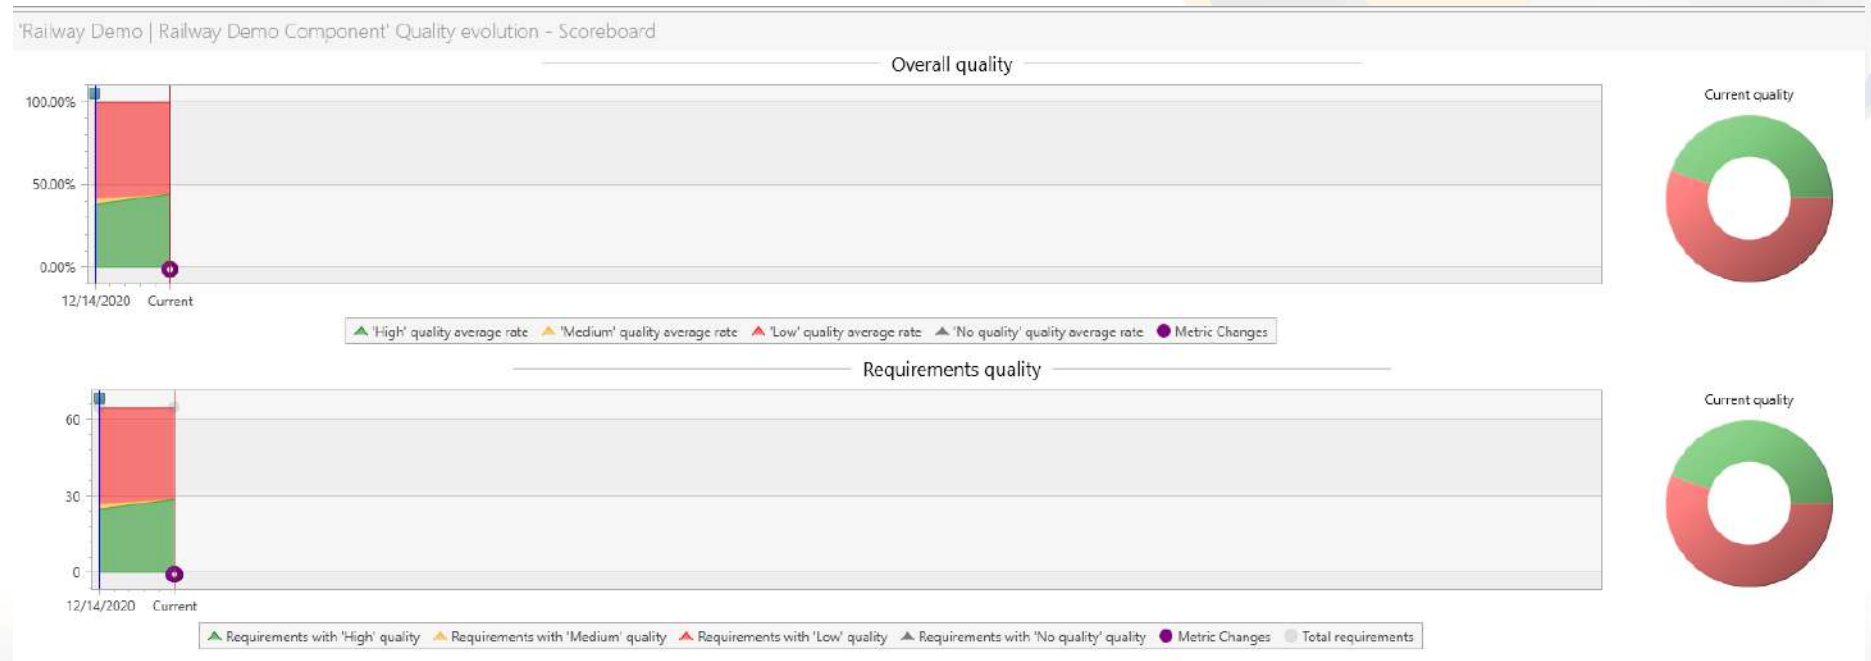 'Railway Demo | Railway Demo Component' Quality evolution - Scoreboard
Overall quality
Current quality
100.00%
50.00%
0.00%
12/14/2020 Current
'High' quality average rate 'Medium' quality average rate 'Low' quality average rate 'No quality' quality average rate Metric Changes
Requirements quality
Current quality
60
30
0
12/14/2020 Current
Requirements with 'High' quality Requirements with 'Medium' quality Requirements with 'Low' quality Requirements with 'No quality' quality Metric Changes Total requirements